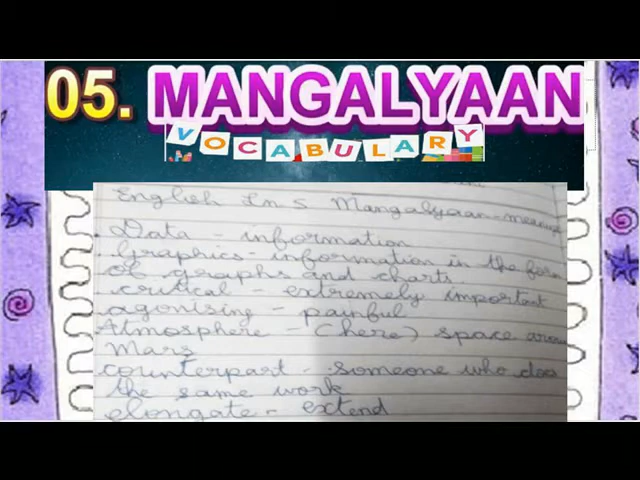 05. MANGALYAAN
VOCABULARY
English Ln 5 Mangalyaan-meanings
Data - information
Graphics - information in the form
of graphs and charts.
critical - extremely important
agonising - painful
Atmosphere - (here) space around
Mars
counterpart - someone who does
the same work
elongate - extend